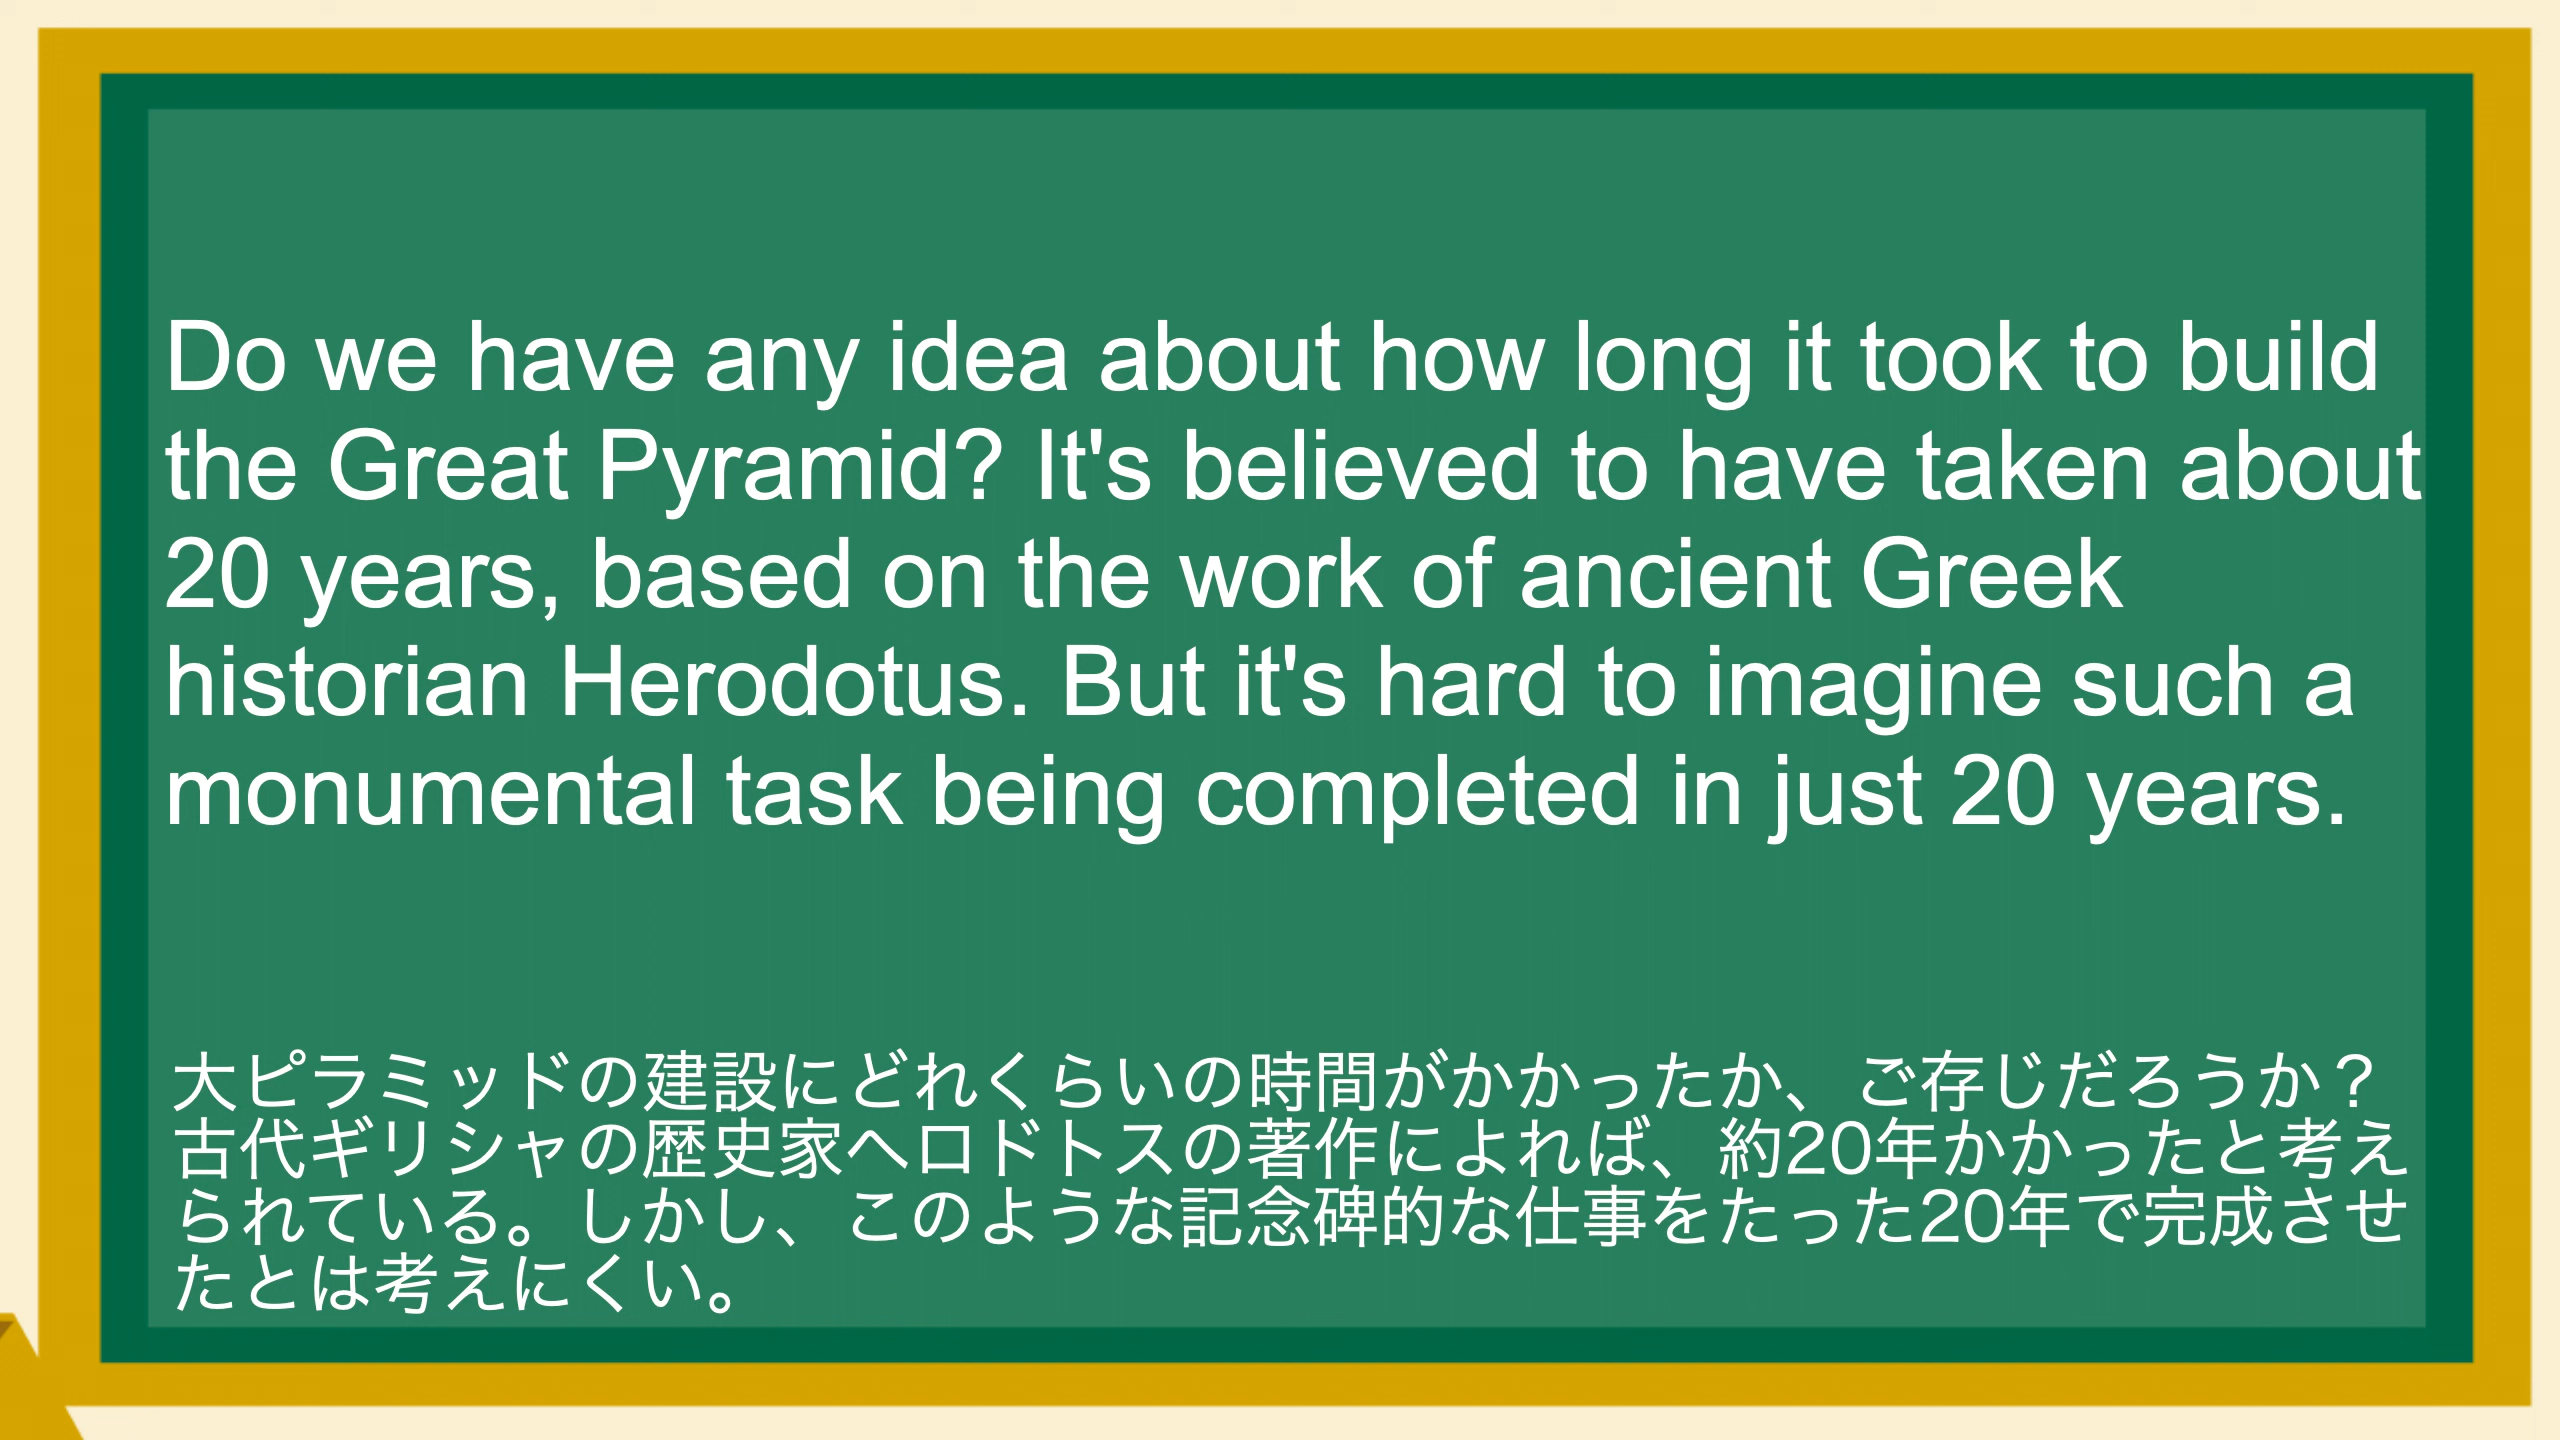 Do we have any idea about how long it took to build
the Great Pyramid? It's believed to have taken about
20 years, based on the work of ancient Greek
historian Herodotus. But it's hard to imagine such a
monumental task being completed in just 20 years.
大ピラミッドの建設にどれくらいの時間がかかったか、ご存じだろうか？
古代ギリシャの歴史家ヘロドトスの著作によれば、約20年かかったと考え
られている。しかし、このような記念碑的な仕事をたった20年で完成させ
たとは考えにくい。